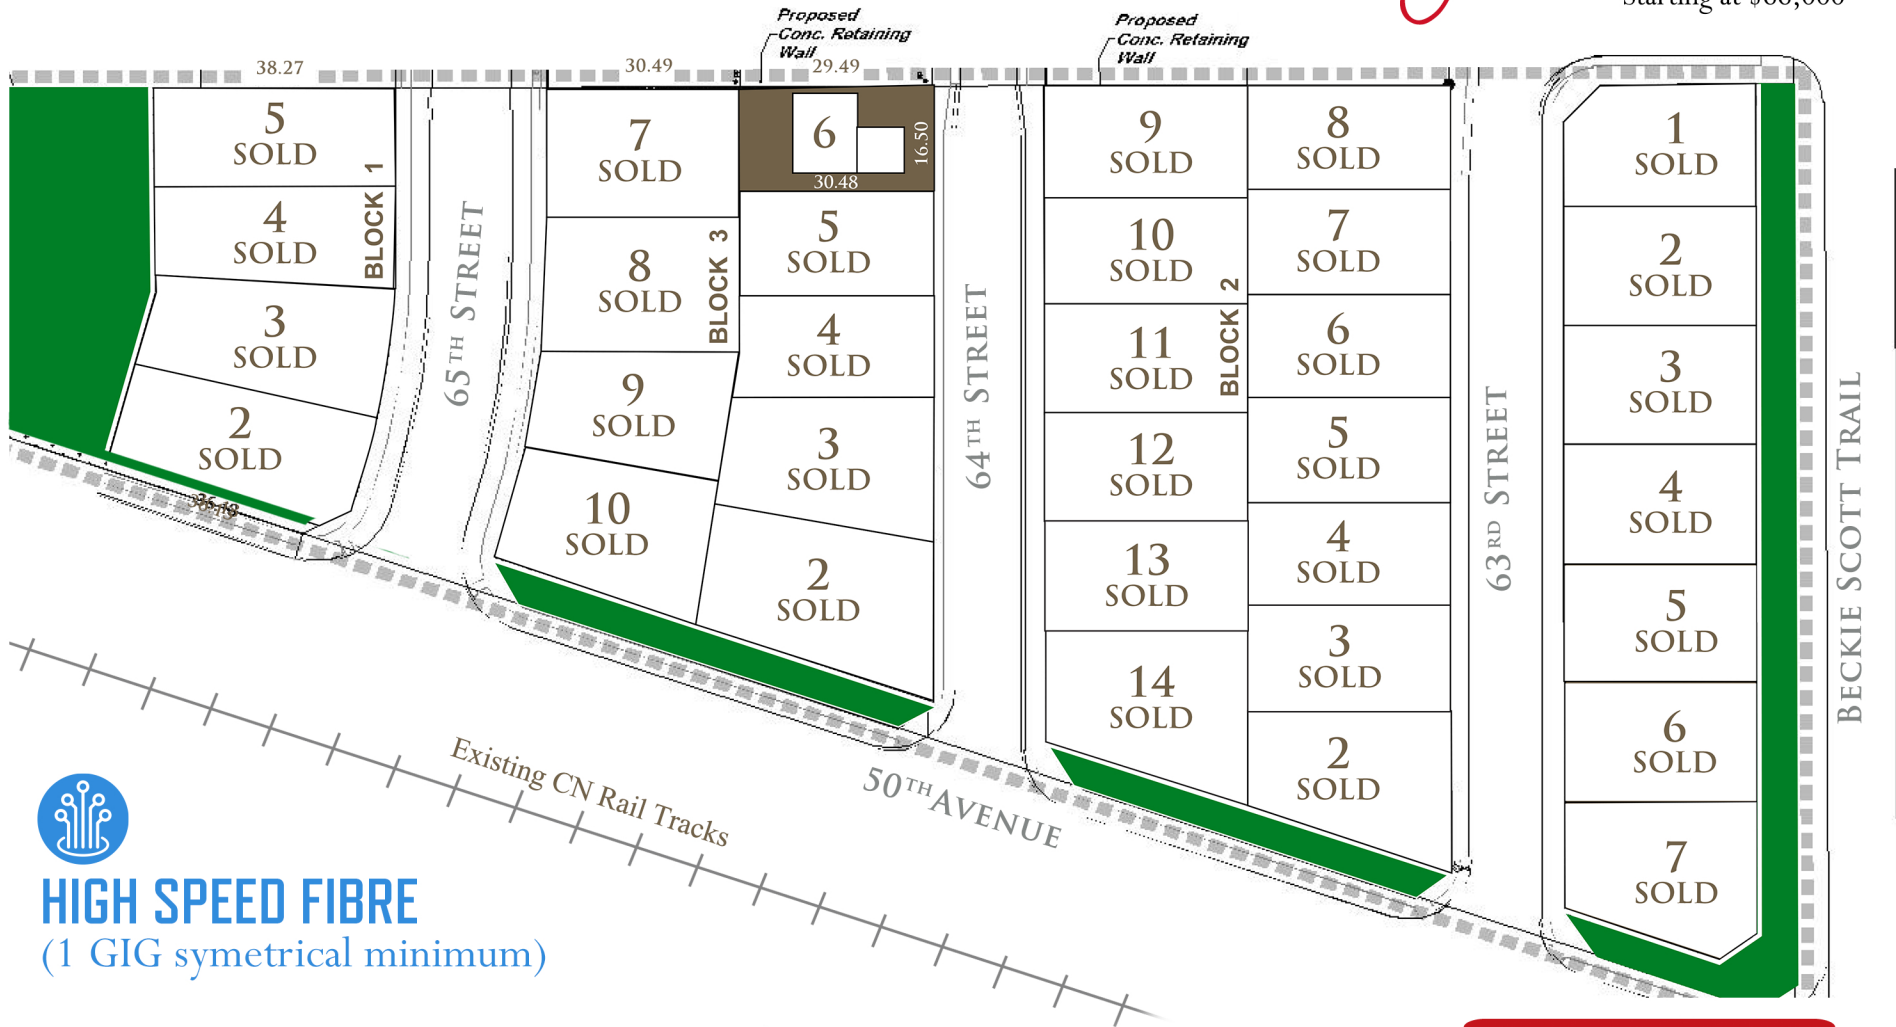 Starting at $60,000
Proposed
Conc. Retaining
Wall
Proposed
Conc. Retaining
Wall
38.27
30.49
29.49
5
SOLD
4
SOLD
3
SOLD
2
SOLD
BLOCK 1
65TH STREET
7
SOLD
8
SOLD
9
SOLD
10
SOLD
BLOCK 3
6
16.50
30.48
5
SOLD
4
SOLD
3
SOLD
2
SOLD
64TH STREET
9
SOLD
10
SOLD
11
SOLD
12
SOLD
13
SOLD
14
SOLD
BLOCK 2
8
SOLD
7
SOLD
6
SOLD
5
SOLD
4
SOLD
3
SOLD
2
SOLD
63RD STREET
1
SOLD
2
SOLD
3
SOLD
4
SOLD
5
SOLD
6
SOLD
7
SOLD
BECKIE SCOTT TRAIL
50TH AVENUE
Existing CN Rail Tracks
HIGH SPEED FIBRE
(1 GIG symetrical minimum)